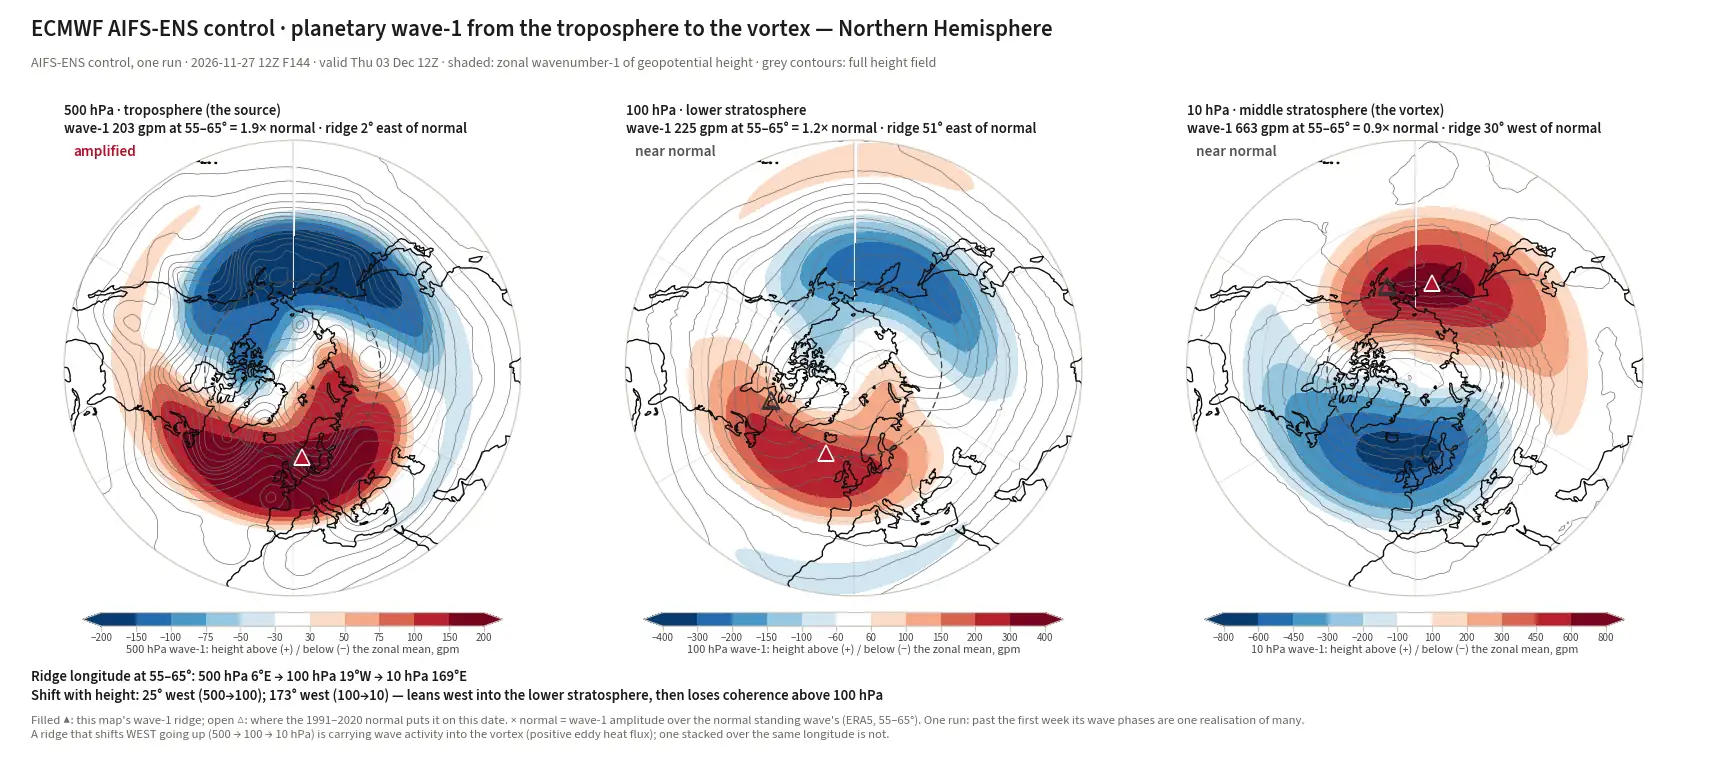 ECMWF AIFS-ENS control · planetary wave-1 from the troposphere to the vortex — Northern Hemisphere
AIFS-ENS control, one run · 2026-11-27 12Z F144 · valid Thu 03 Dec 12Z · shaded: zonal wavenumber-1 of geopotential height · grey contours: full height field
500 hPa · troposphere (the source)
wave-1 203 gpm at 55–65° = 1.9× normal · ridge 2° east of normal
amplified
100 hPa · lower stratosphere
wave-1 225 gpm at 55–65° = 1.2× normal · ridge 51° east of normal
near normal
10 hPa · middle stratosphere (the vortex)
wave-1 663 gpm at 55–65° = 0.9× normal · ridge 30° west of normal
near normal
−200 −150 −100 −75 −50 −30 30 50 75 100 150 200
500 hPa wave-1: height above (+) / below (−) the zonal mean, gpm
−400 −300 −200 −150 −100 −60 60 100 150 200 300 400
100 hPa wave-1: height above (+) / below (−) the zonal mean, gpm
−800 −600 −450 −300 −200 −100 100 200 300 450 600 800
10 hPa wave-1: height above (+) / below (−) the zonal mean, gpm
Ridge longitude at 55–65°: 500 hPa 6°E → 100 hPa 19°W → 10 hPa 169°E
Shift with height: 25° west (500→100); 173° west (100→10) — leans west into the lower stratosphere, then loses coherence above 100 hPa
Filled ▲: this map's wave-1 ridge; open △: where the 1991–2020 normal puts it on this date. × normal = wave-1 amplitude over the normal standing wave's (ERA5, 55–65°). One run: past the first week its wave phases are one realisation of many.
A ridge that shifts WEST going up (500 → 100 → 10 hPa) is carrying wave activity into the vortex (positive eddy heat flux); one stacked over the same longitude is not.